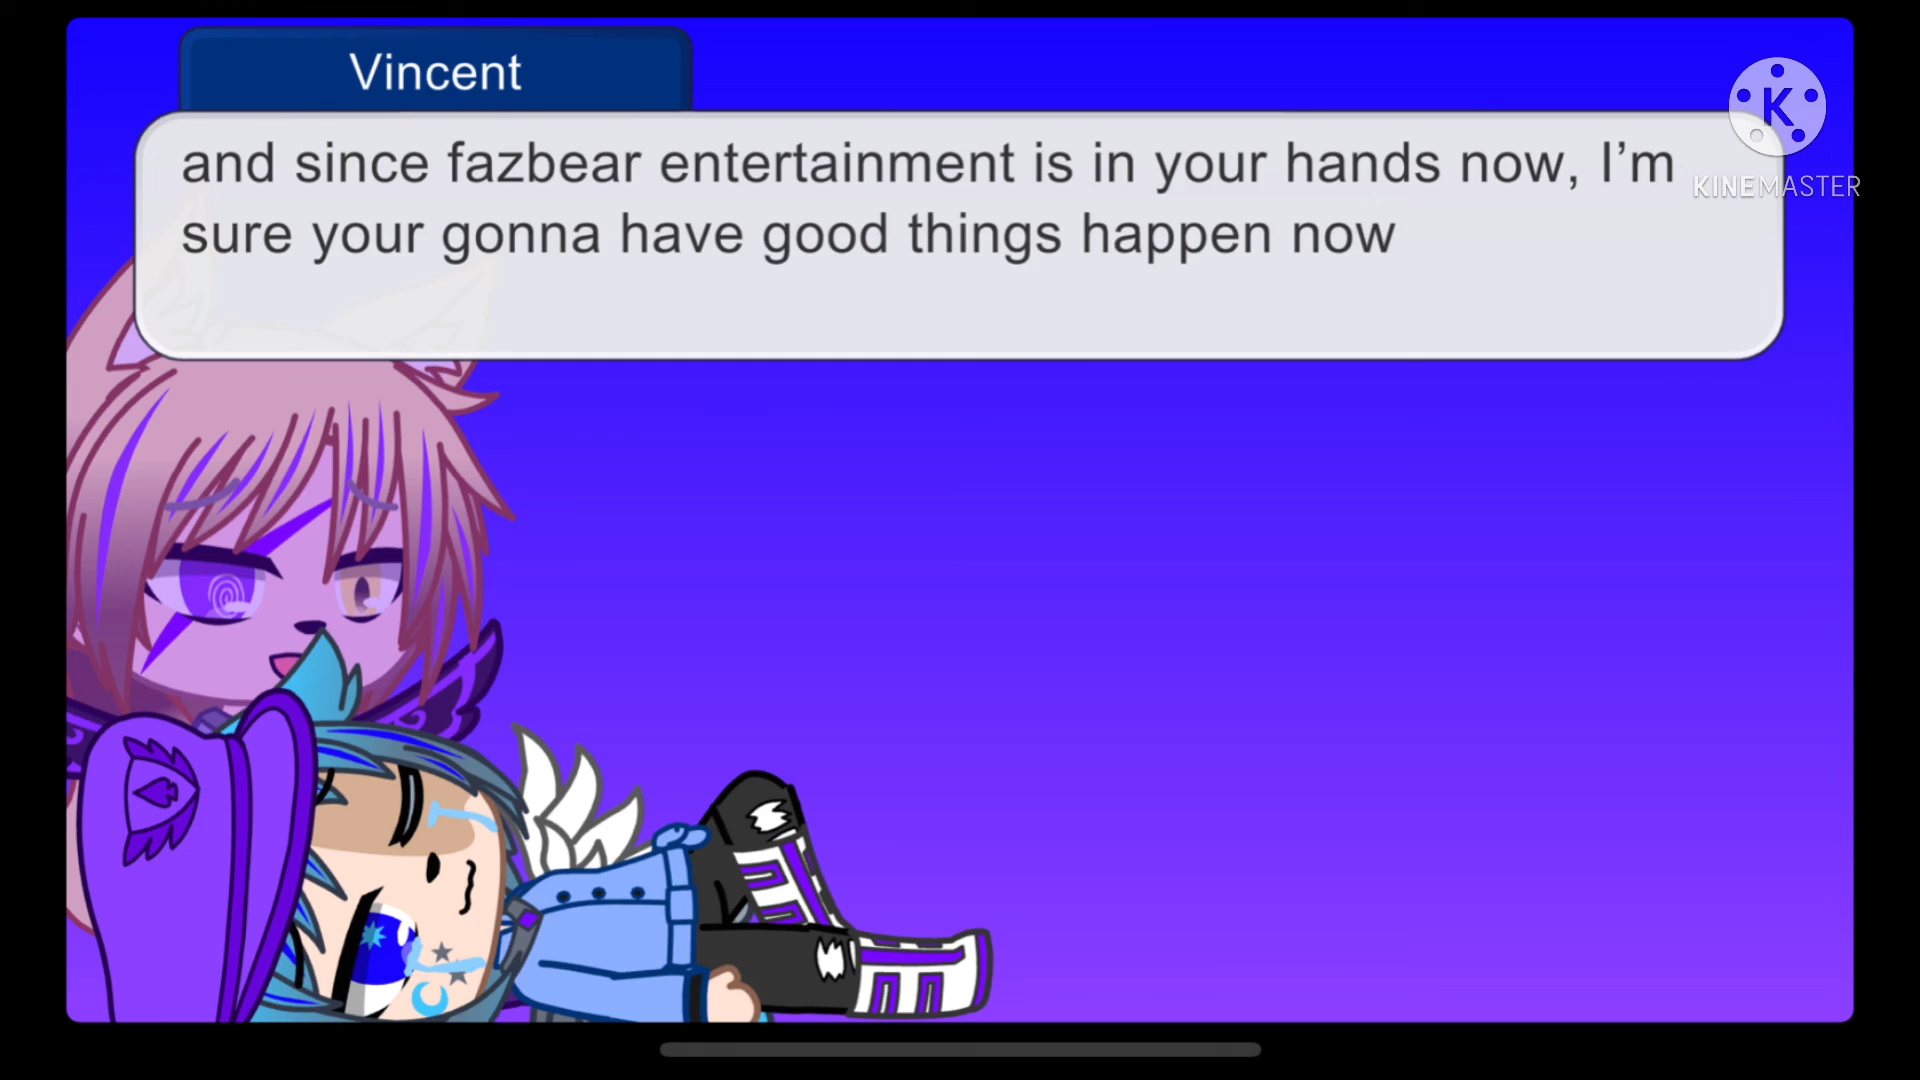 Vincent
and since fazbear entertainment is in your hands now, I’m
sure your gonna have good things happen now
K
KINEMASTER